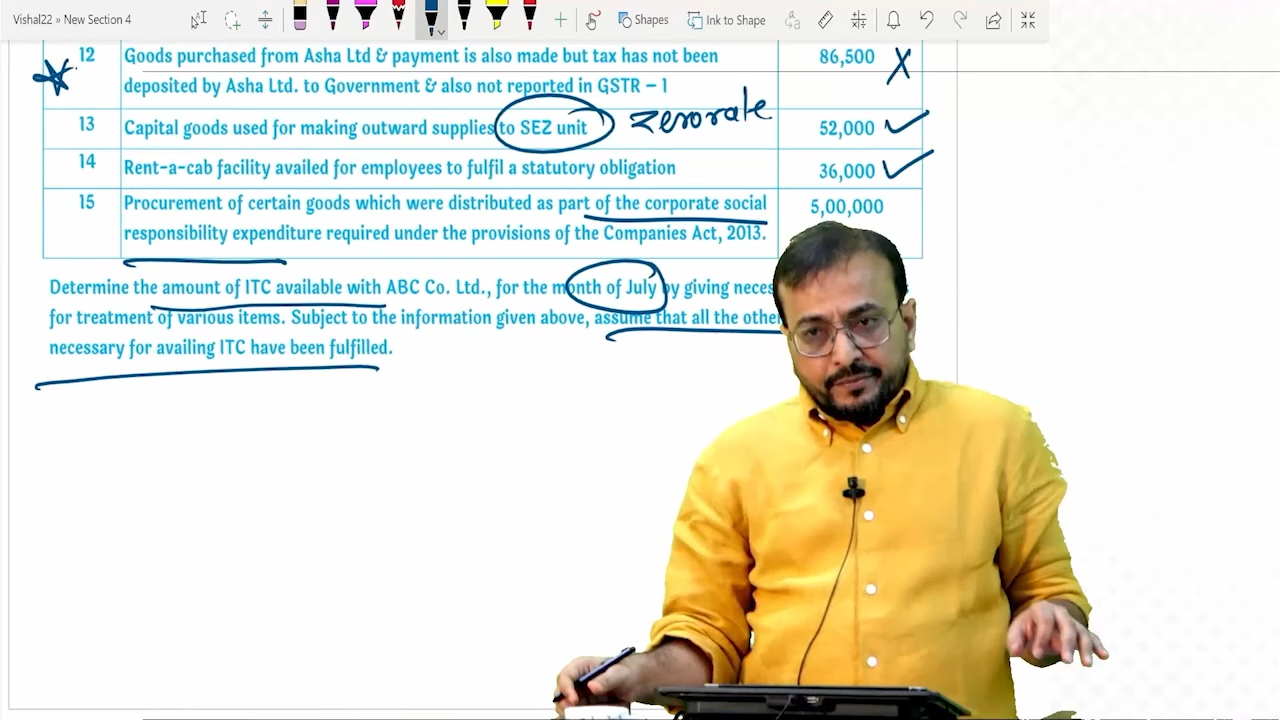 Vishal22 » New Section 4
Shapes
Ink to Shape
12 Goods purchased from Asha Ltd & payment is also made but tax has not been 86,500 X
deposited by Asha Ltd. to Government & also not reported in GSTR – 1
zero rate
13 Capital goods used for making outward supplies to SEZ unit 52,000
14 Rent-a-cab facility availed for employees to fulfil a statutory obligation 36,000
15 Procurement of certain goods which were distributed as part of the corporate social 5,00,000
responsibility expenditure required under the provisions of the Companies Act, 2013.
Determine the amount of ITC available with ABC Co. Ltd., for the month of July by giving
for treatment of various items. Subject to the information given above, assume that all the
necessary for availing ITC have been fulfilled.